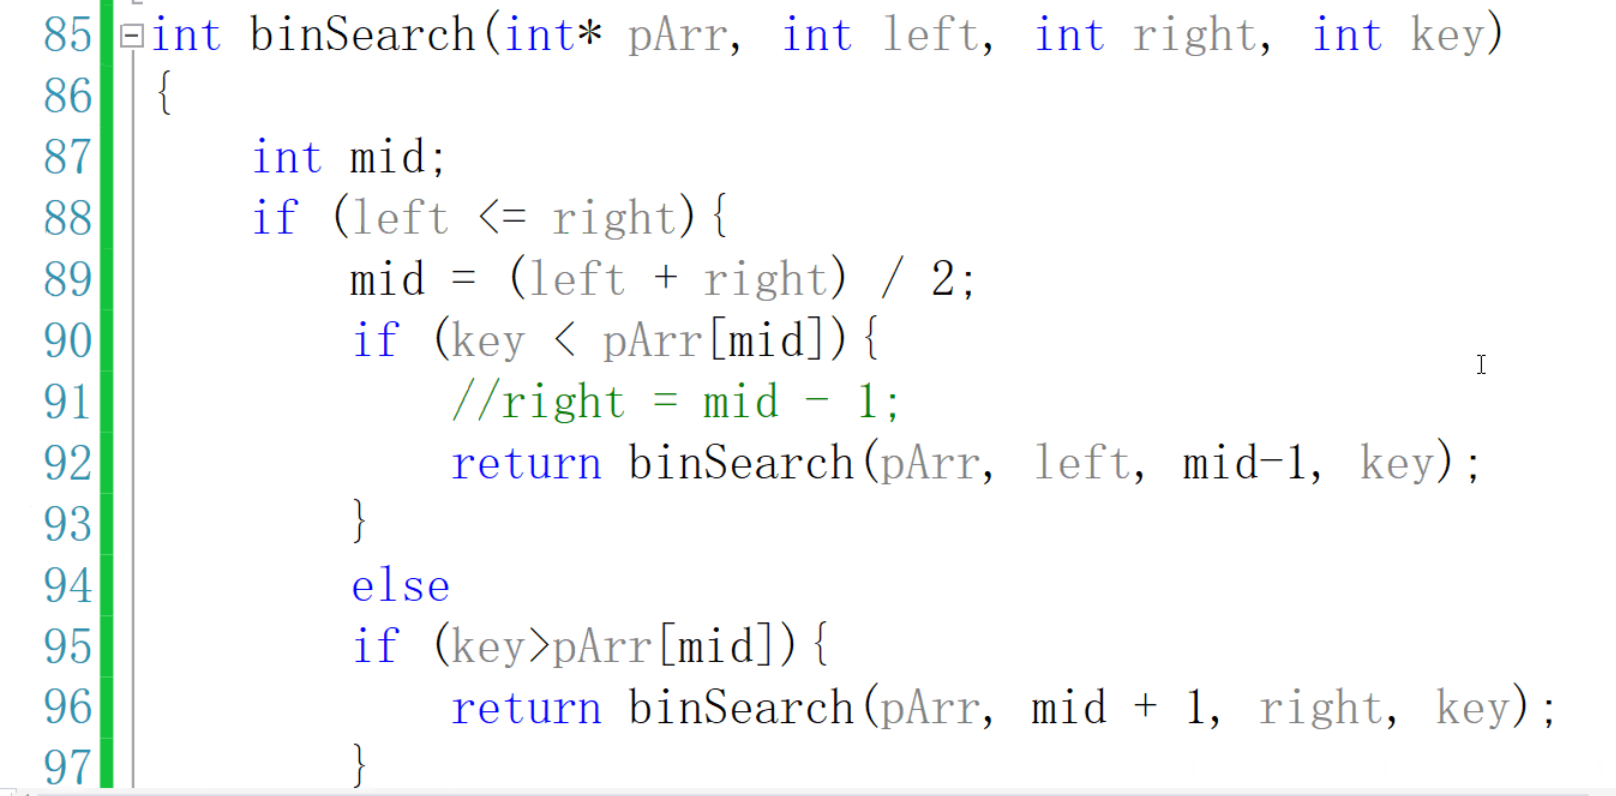 85 int binSearch(int* pArr, int left, int right, int key)
86 {
87 int mid;
88 if (left <= right){
89 mid = (left + right) / 2;
90 if (key < pArr[mid]){
91 //right = mid - 1;
92 return binSearch(pArr, left, mid-1, key);
93 }
94 else
95 if (key>pArr[mid]){
96 return binSearch(pArr, mid + 1, right, key);
97 }